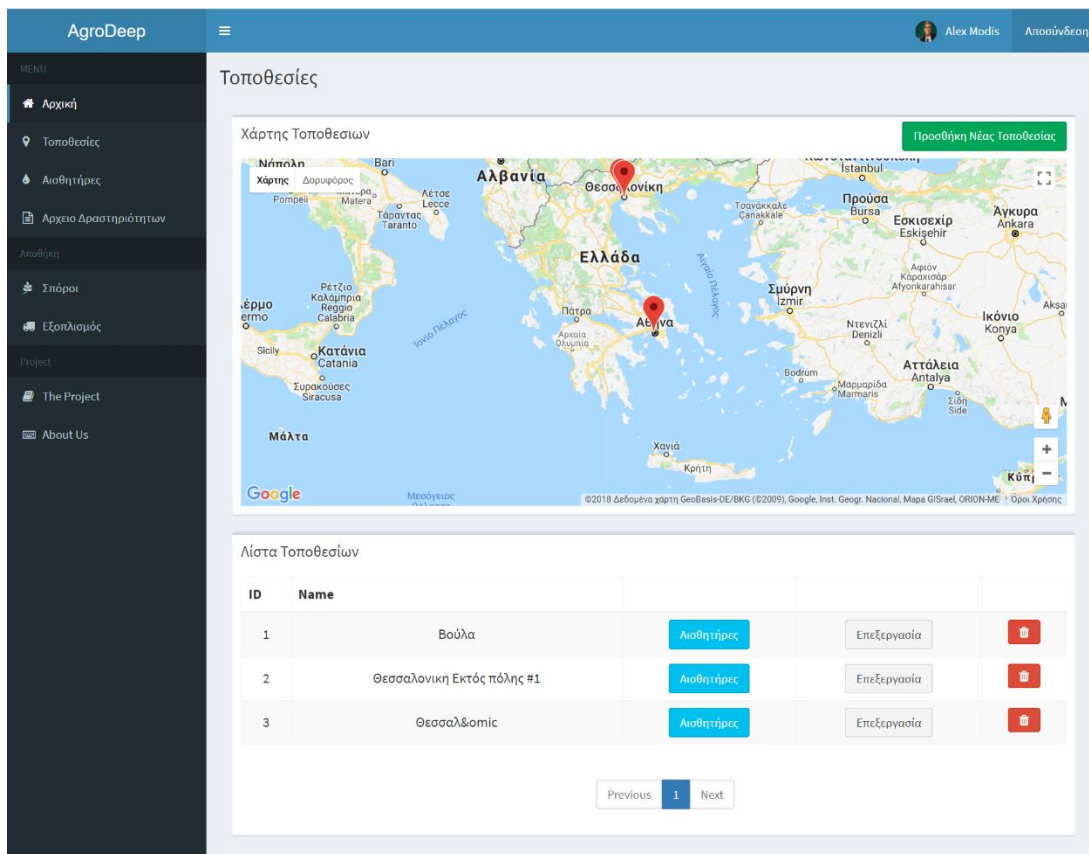 AgroDeep
Alex Modis
Αποσύνδεση
MENU
Αρχική
Τοποθεσίες
Αισθητήρες
Αρχειο Δραστηριότητων
Αποθήκη
Σπόροι
Εξοπλισμός
Project
The Project
About Us
Τοποθεσίες
Χάρτης Τοποθεσιων
Προσθήκη Νέας Τοποθεσίας
Χάρτης
Δορυφόρος
Νάπολη
Pompeii
Bari
Matera
Λέτσε
Lecce
Τάραντας
Taranto
Αλβανία
Istanbul
Τσανάκκαλε
Çanakkale
Προύσα
Bursa
Εσκισεχίρ
Eskişehir
Άγκυρα
Ankara
Ελλάδα
Αιγαίο Πέλαγος
Αφιόν
Καραχισάρ
Afyonkarahisar
Σμύρνη
Izmir
Ρέτζιο
Καλάμπρια
Reggio
Calabria
Ιόνιο Πέλαγος
Πάτρα
Αρχαία
Ολυμπία
Ντενιζλί
Denizli
Ικόνιο
Konya
Sicily
Κατάνια
Catania
Συρακούσες
Siracusa
Bodrum
Μαρμαρίδα
Marmaris
Αττάλεια
Antalya
Σίδη
Side
Μάλτα
Χανιά
Κρήτη
Google
Μεσόγειος
©2018 Δεδομένα χάρτη GeoBasis-DE/BKG (©2009), Google, Inst. Geogr. Nacional, Mapa GISrael, ORION-ME
Όροι Χρήσης
Λίστα Τοποθεσίων
ID Name
1 Βούλα Αισθητήρες Επεξεργασία
2 Θεσσαλονικη Εκτός πόλης #1 Αισθητήρες Επεξεργασία
3 Θεσσαλ&omic Αισθητήρες Επεξεργασία
Previous 1 Next